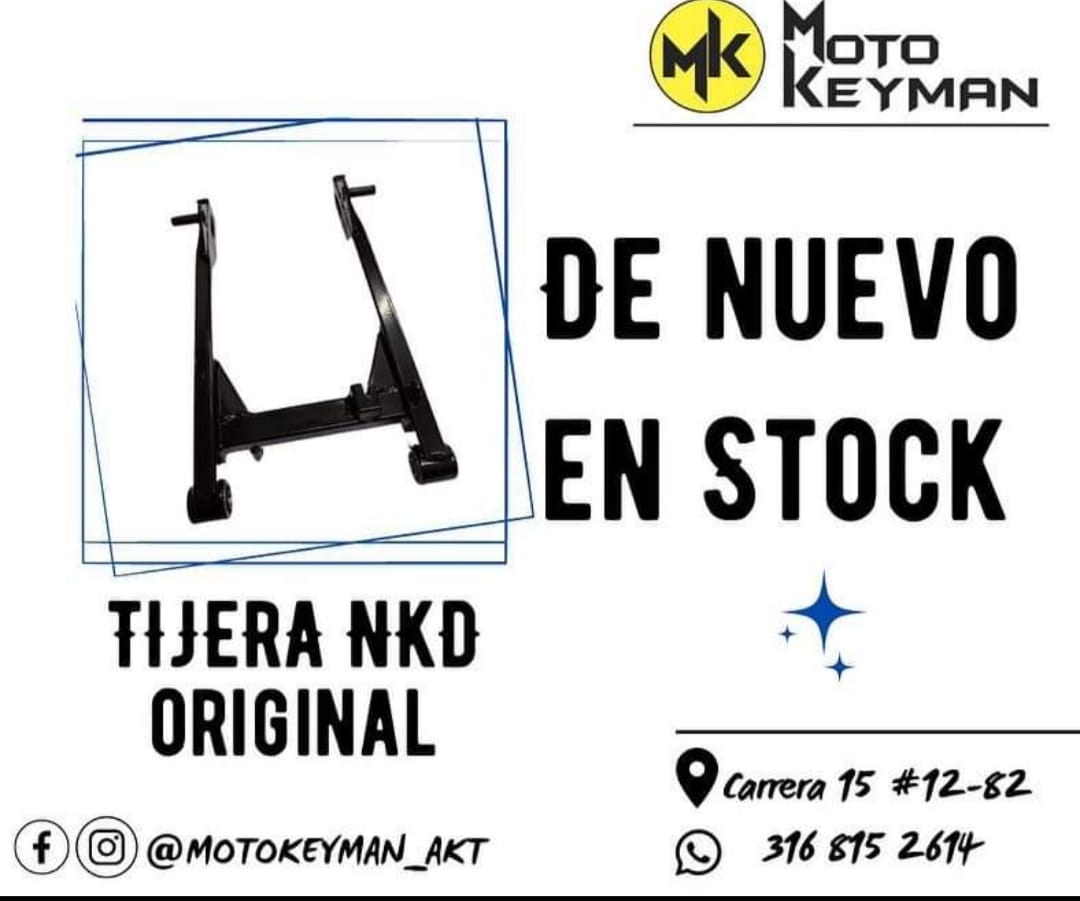 MK MOTO
KEYMAN
DE NUEVO
EN STOCK
TIJERA NKD
ORIGINAL
Carrera 15 #12-82
316 815 2614
@MOTOKEYMAN_AKT